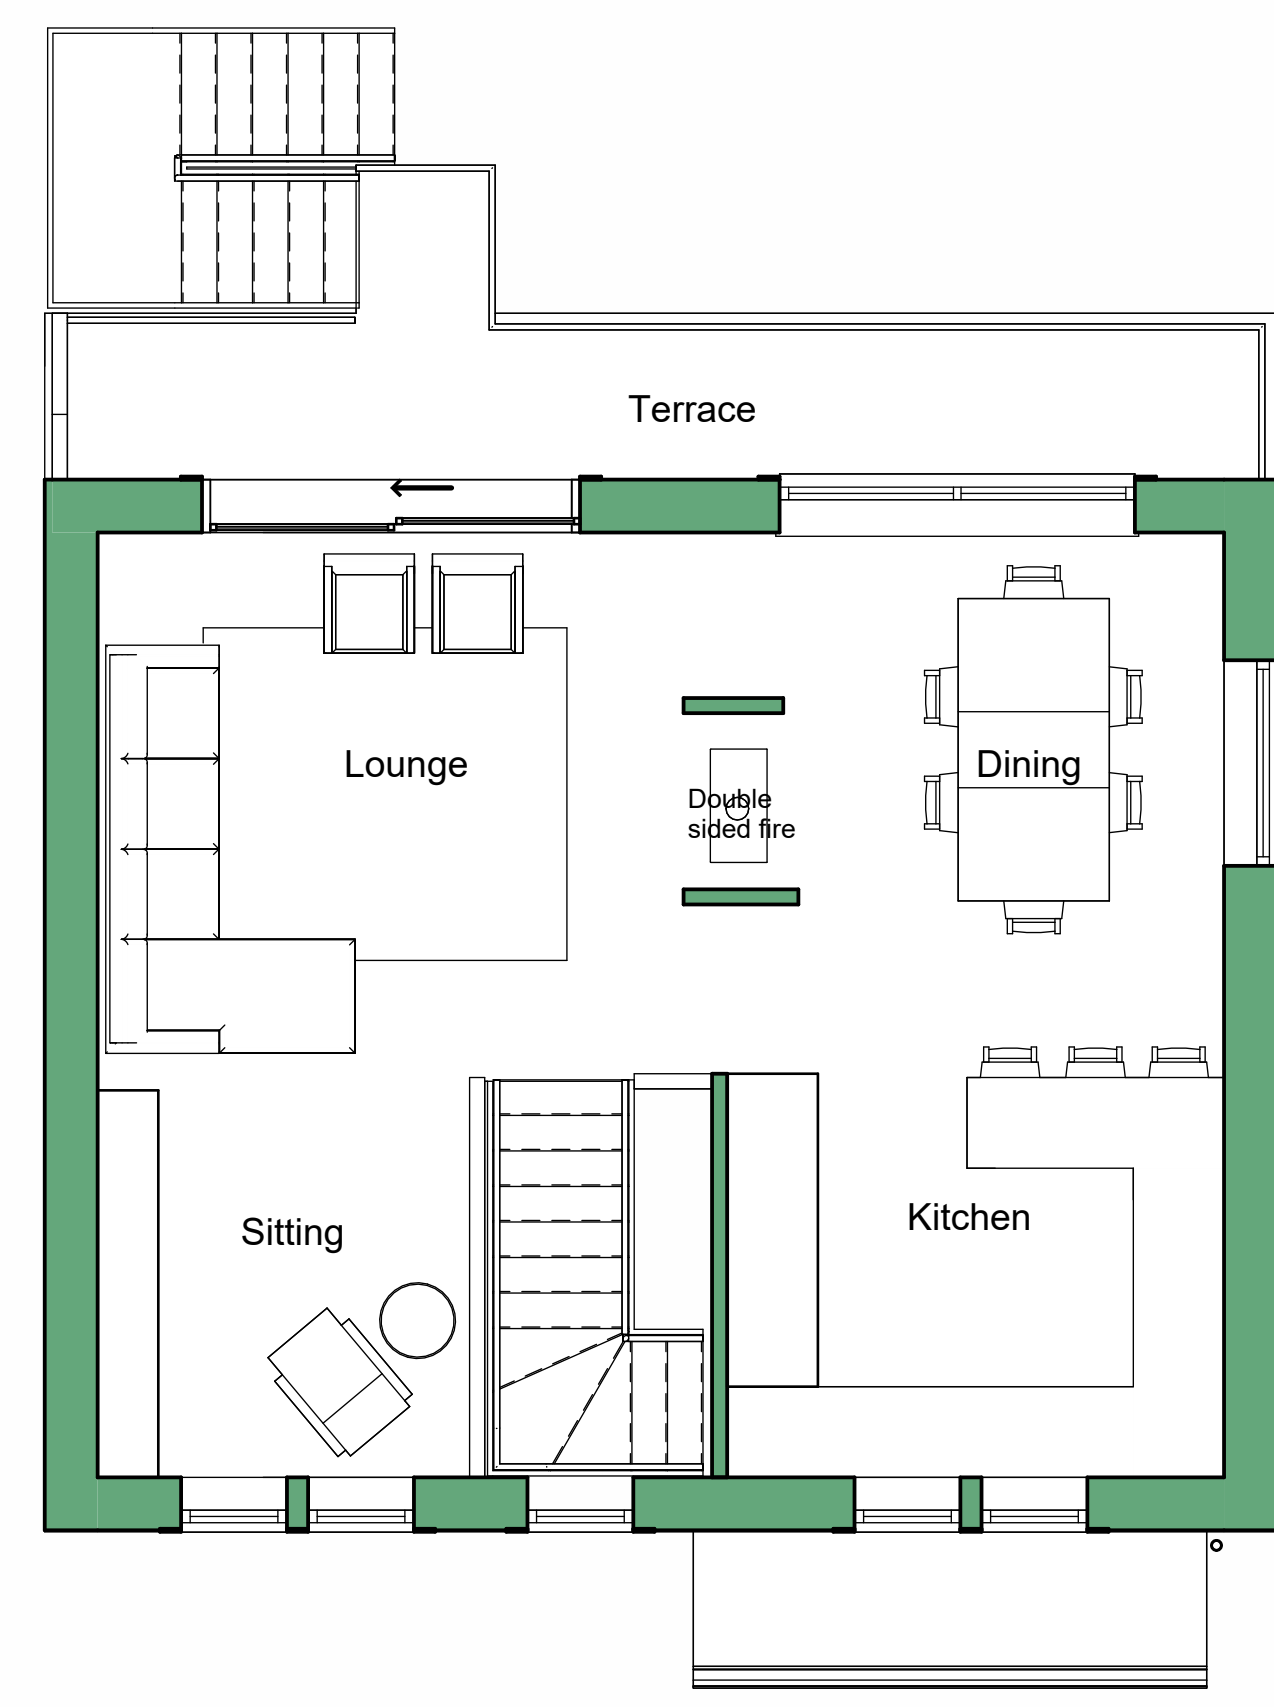 Terrace
Lounge
Dining
Double
sided fire
Sitting
Kitchen